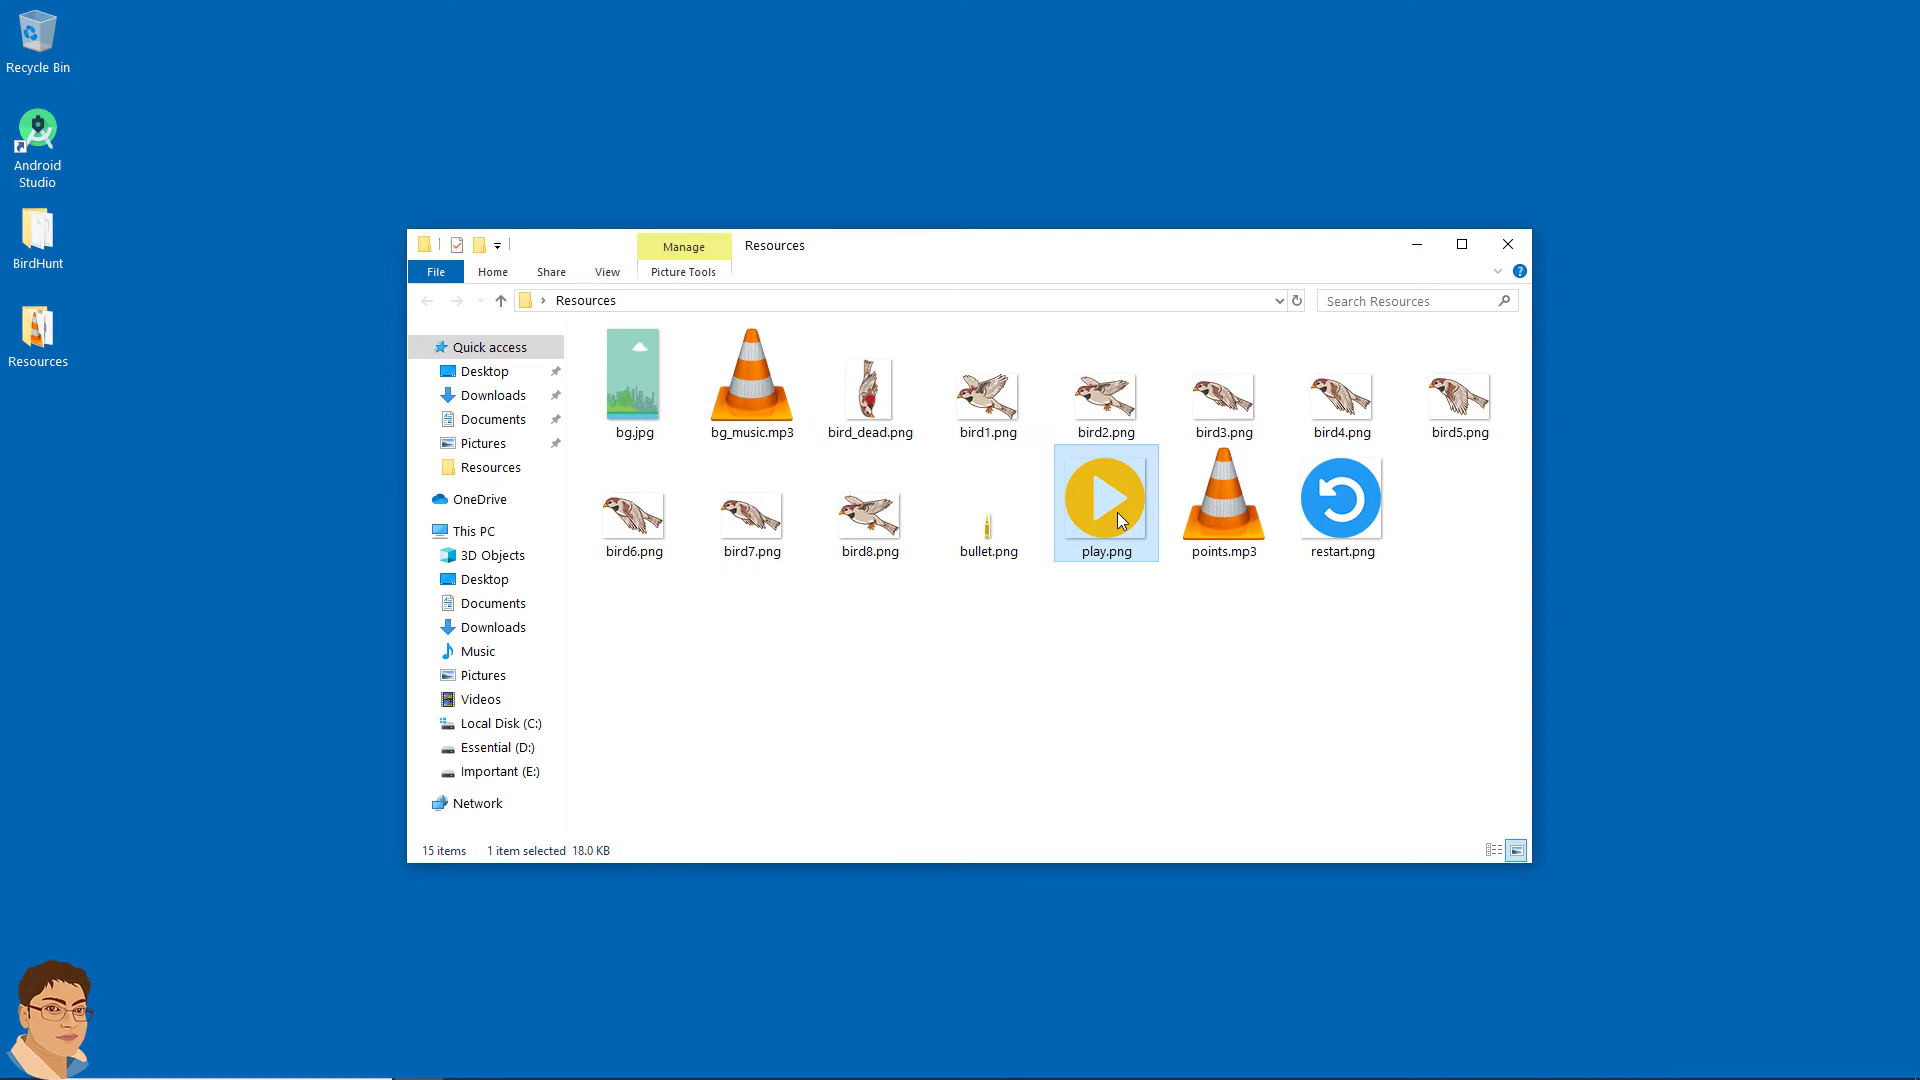 Recycle Bin
Android
Studio
BirdHunt
Resources
Manage
Resources
File
Home
Share
View
Picture Tools
Resources
Search Resources
Quick access
Desktop
Downloads
Documents
Pictures
Resources
OneDrive
This PC
3D Objects
Desktop
Documents
Downloads
Music
Pictures
Videos
Local Disk (C:)
Essential (D:)
Important (E:)
Network
bg.jpg
bg_music.mp3
bird_dead.png
bird1.png
bird2.png
bird3.png
bird4.png
bird5.png
bird6.png
bird7.png
bird8.png
bullet.png
play.png
points.mp3
restart.png
15 items
1 item selected 18.0 KB